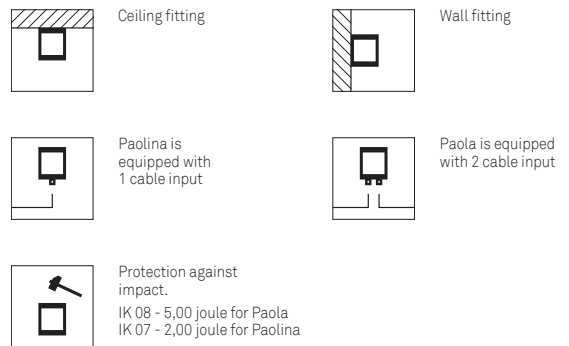 Ceiling fitting
Wall fitting
Paolina is
equipped with
1 cable input
Paola is equipped
with 2 cable input
Protection against
impact.
IK 08 - 5,00 joule for Paola
IK 07 - 2,00 joule for Paolina